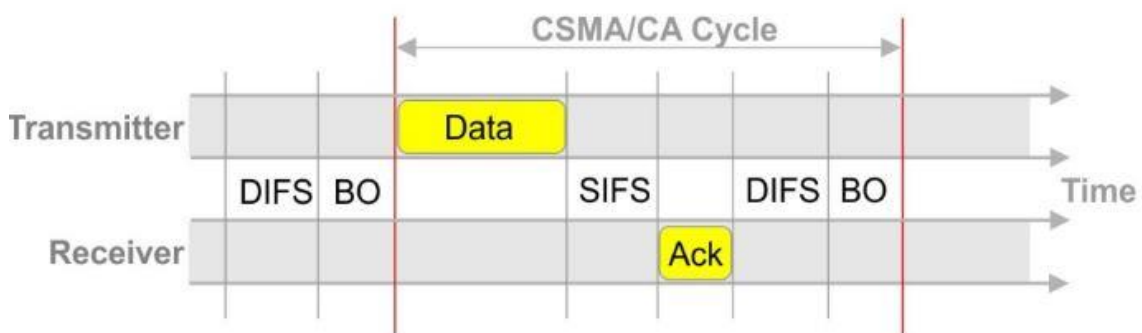 CSMA/CA Cycle
Transmitter Data
DIFS BO SIFS DIFS BO Time
Receiver Ack